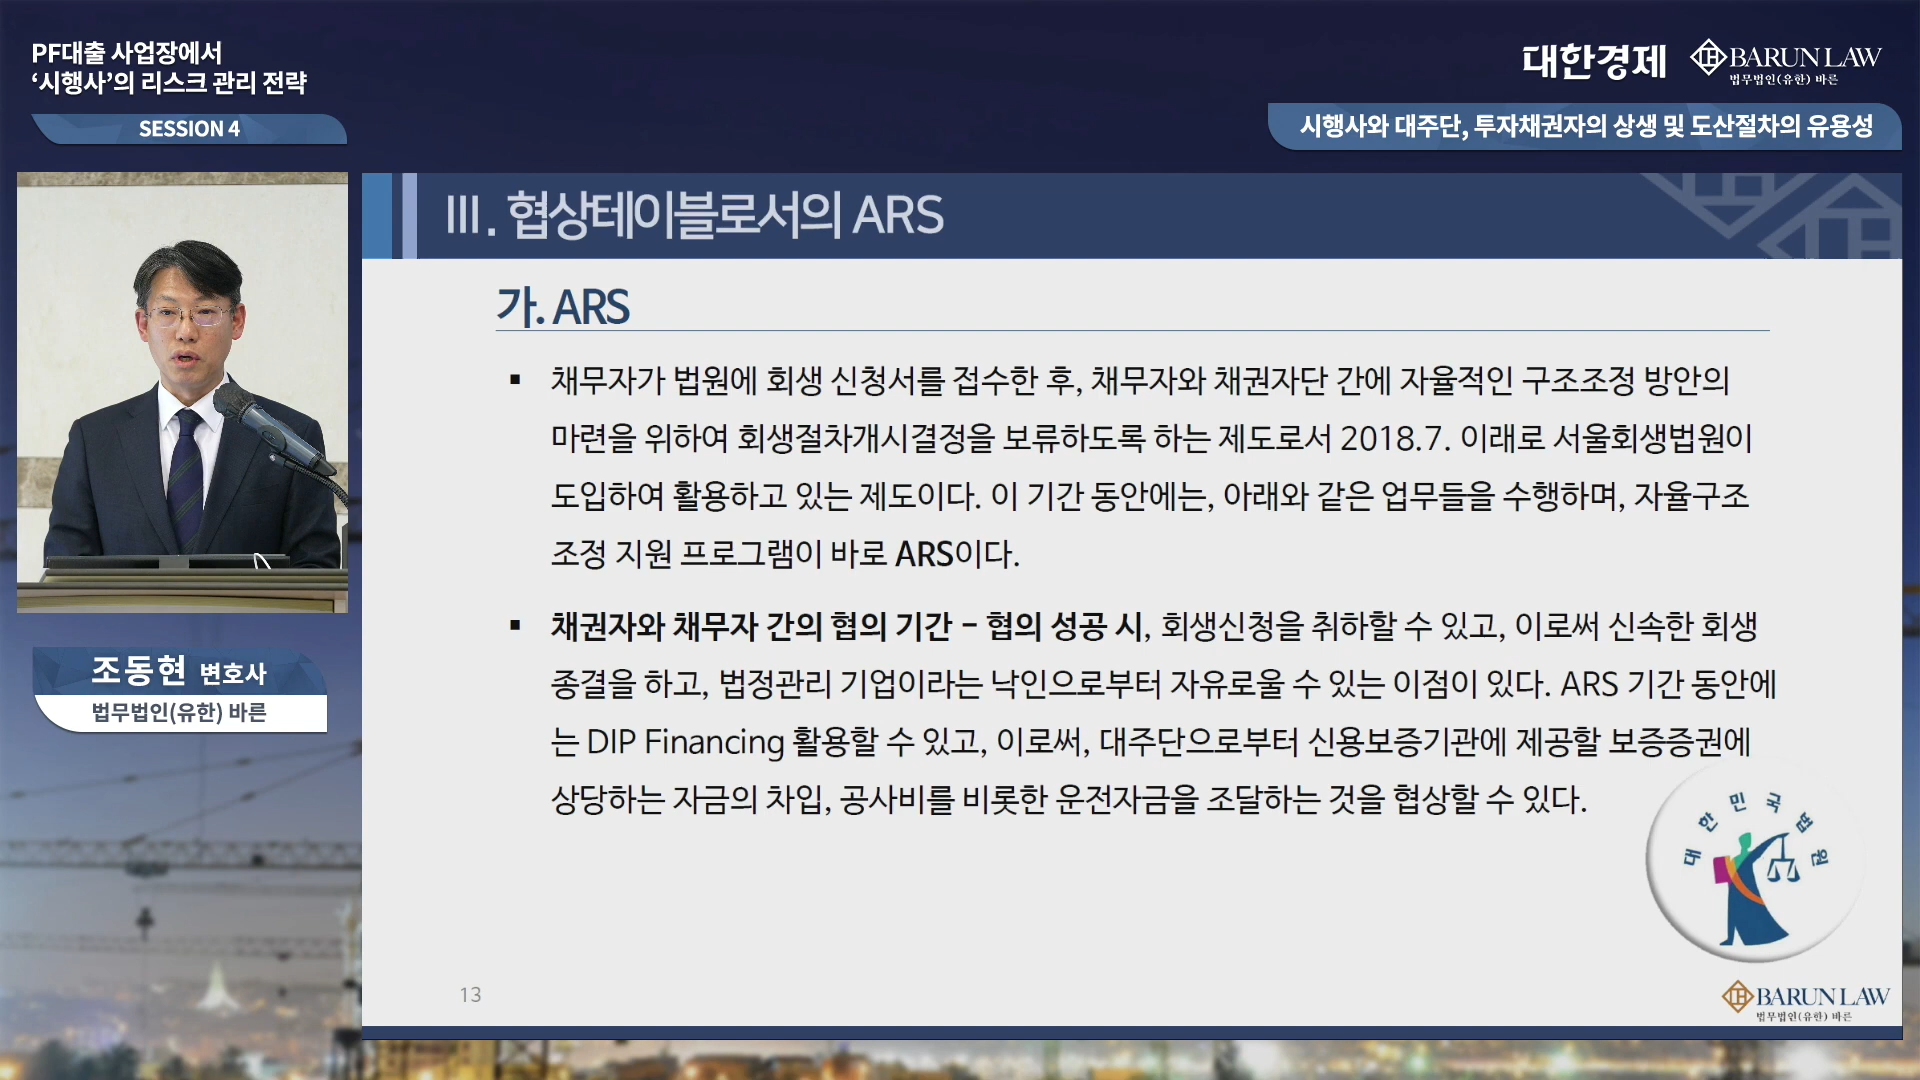 PF대출 사업장에서
‘시행사’의 리스크 관리 전략
SESSION 4
대한경제
BARUN LAW
법무법인(유한) 바른
시행사와 대주단, 투자채권자의 상생 및 도산절차의 유용성
III. 협상테이블로서의 ARS
가. ARS
▪ 채무자가 법원에 회생 신청서를 접수한 후, 채무자와 채권자단 간에 자율적인 구조조정 방안의
마련을 위하여 회생절차개시결정을 보류하도록 하는 제도로서 2018.7. 이래로 서울회생법원이
도입하여 활용하고 있는 제도이다. 이 기간 동안에는, 아래와 같은 업무들을 수행하며, 자율구조
조정 지원 프로그램이 바로 ARS이다.
▪ 채권자와 채무자 간의 협의 기간 – 협의 성공 시, 회생신청을 취하할 수 있고, 이로써 신속한 회생
종결을 하고, 법정관리 기업이라는 낙인으로부터 자유로울 수 있는 이점이 있다. ARS 기간 동안에
는 DIP Financing 활용할 수 있고, 이로써, 대주단으로부터 신용보증기관에 제공할 보증증권에
상당하는 자금의 차입, 공사비를 비롯한 운전자금을 조달하는 것을 협상할 수 있다.
조동현 변호사
법무법인(유한) 바른
대한민국법원
13
BARUN LAW
법무법인(유한) 바른